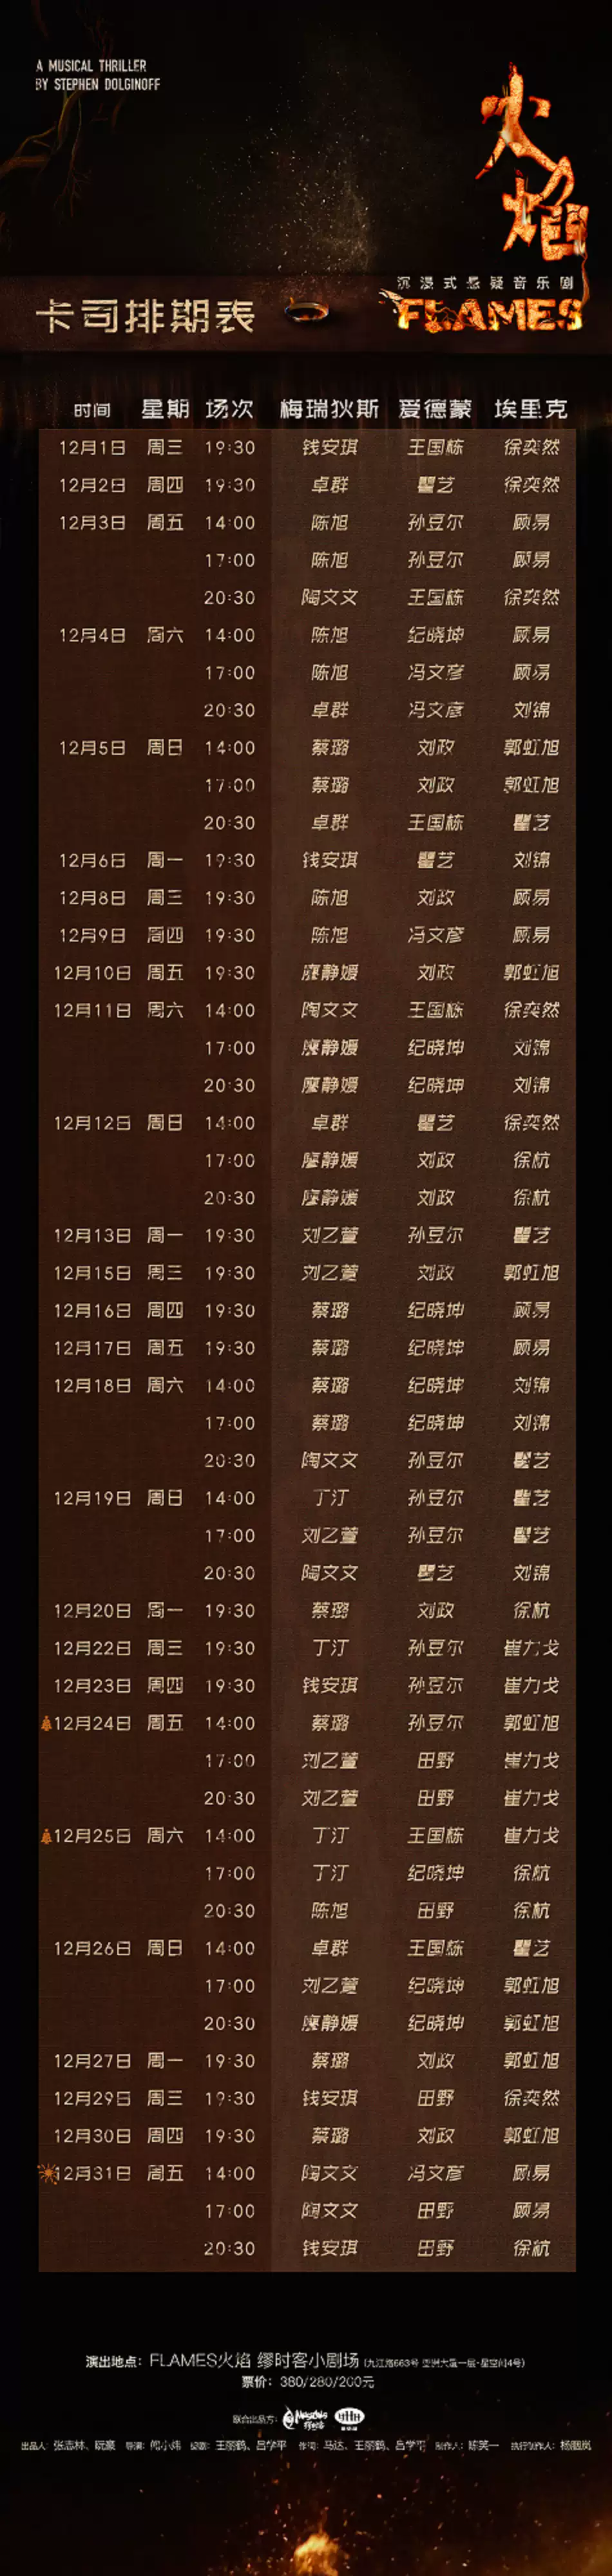 A MUSICAL THRILLER
BY STEPHEN DOLGINOFF
火焰
沉浸式悬疑音乐剧
FLAMES
卡司排期表
时间 星期 场次 梅瑞狄斯 爱德蒙 埃里克
12月1日 周三 19:30 钱安琪 王国栋 徐奕然
12月2日 周四 19:30 卓群 瞿艺 徐奕然
12月3日 周五 14:00 陈旭 孙豆尔 顾易
17:00 陈旭 孙豆尔 顾易
20:30 陶文文 王国栋 徐奕然
12月4日 周六 14:00 陈旭 纪晓坤 顾易
17:00 陈旭 冯文彦 顾易
20:30 卓群 冯文彦 刘锦
12月5日 周日 14:00 蔡璐 刘政 郭虹旭
17:00 蔡璐 刘政 郭虹旭
20:30 卓群 王国栋 瞿艺
12月6日 周一 19:30 钱安琪 瞿艺 刘锦
12月8日 周三 19:30 陈旭 刘政 顾易
12月9日 周四 19:30 陈旭 冯文彦 顾易
12月10日 周五 19:30 廖静媛 刘政 郭虹旭
12月11日 周六 14:00 陶文文 王国栋 徐奕然
17:00 廖静媛 纪晓坤 刘锦
20:30 廖静媛 纪晓坤 刘锦
12月12日 周日 14:00 卓群 瞿艺 徐奕然
17:00 廖静媛 刘政 徐杭
20:30 廖静媛 刘政 徐杭
12月13日 周一 19:30 刘乙萱 孙豆尔 瞿艺
12月15日 周三 19:30 刘乙萱 刘政 郭虹旭
12月16日 周四 19:30 蔡璐 纪晓坤 顾易
12月17日 周五 19:30 蔡璐 纪晓坤 顾易
12月18日 周六 14:00 蔡璐 纪晓坤 刘锦
17:00 蔡璐 纪晓坤 刘锦
20:30 陶文文 孙豆尔 瞿艺
12月19日 周日 14:00 丁汀 孙豆尔 瞿艺
17:00 刘乙萱 孙豆尔 瞿艺
20:30 陶文文 瞿艺 刘锦
12月20日 周一 19:30 蔡璐 刘政 徐杭
12月22日 周三 19:30 丁汀 孙豆尔 崔力戈
12月23日 周四 19:30 钱安琪 孙豆尔 崔力戈
12月24日 周五 14:00 蔡璐 孙豆尔 郭虹旭
17:00 刘乙萱 田野 崔力戈
20:30 刘乙萱 田野 崔力戈
12月25日 周六 14:00 丁汀 王国栋 崔力戈
17:00 丁汀 纪晓坤 徐杭
20:30 陈旭 田野 徐杭
12月26日 周日 14:00 卓群 王国栋 瞿艺
17:00 刘乙萱 纪晓坤 郭虹旭
20:30 廖静媛 纪晓坤 郭虹旭
12月27日 周一 19:30 蔡璐 刘政 郭虹旭
12月29日 周三 19:30 钱安琪 田野 徐奕然
12月30日 周四 19:30 蔡璐 刘政 郭虹旭
12月31日 周五 14:00 陶文文 冯文彦 顾易
17:00 陶文文 田野 顾易
20:30 钱安琪 田野 徐杭
演出地点：FLAMES火焰 缪时客小剧场 (九江路663号 亚洲大厦一层-星空间4号)
票价：380/280/200元
联合出品方：
出品人：张志林、阮豪 导演：何小炜 编剧：王丽鹤、吕学平 作词：马达、王丽鹤、吕学平 制作人：陈笑一 执行制作人：杨